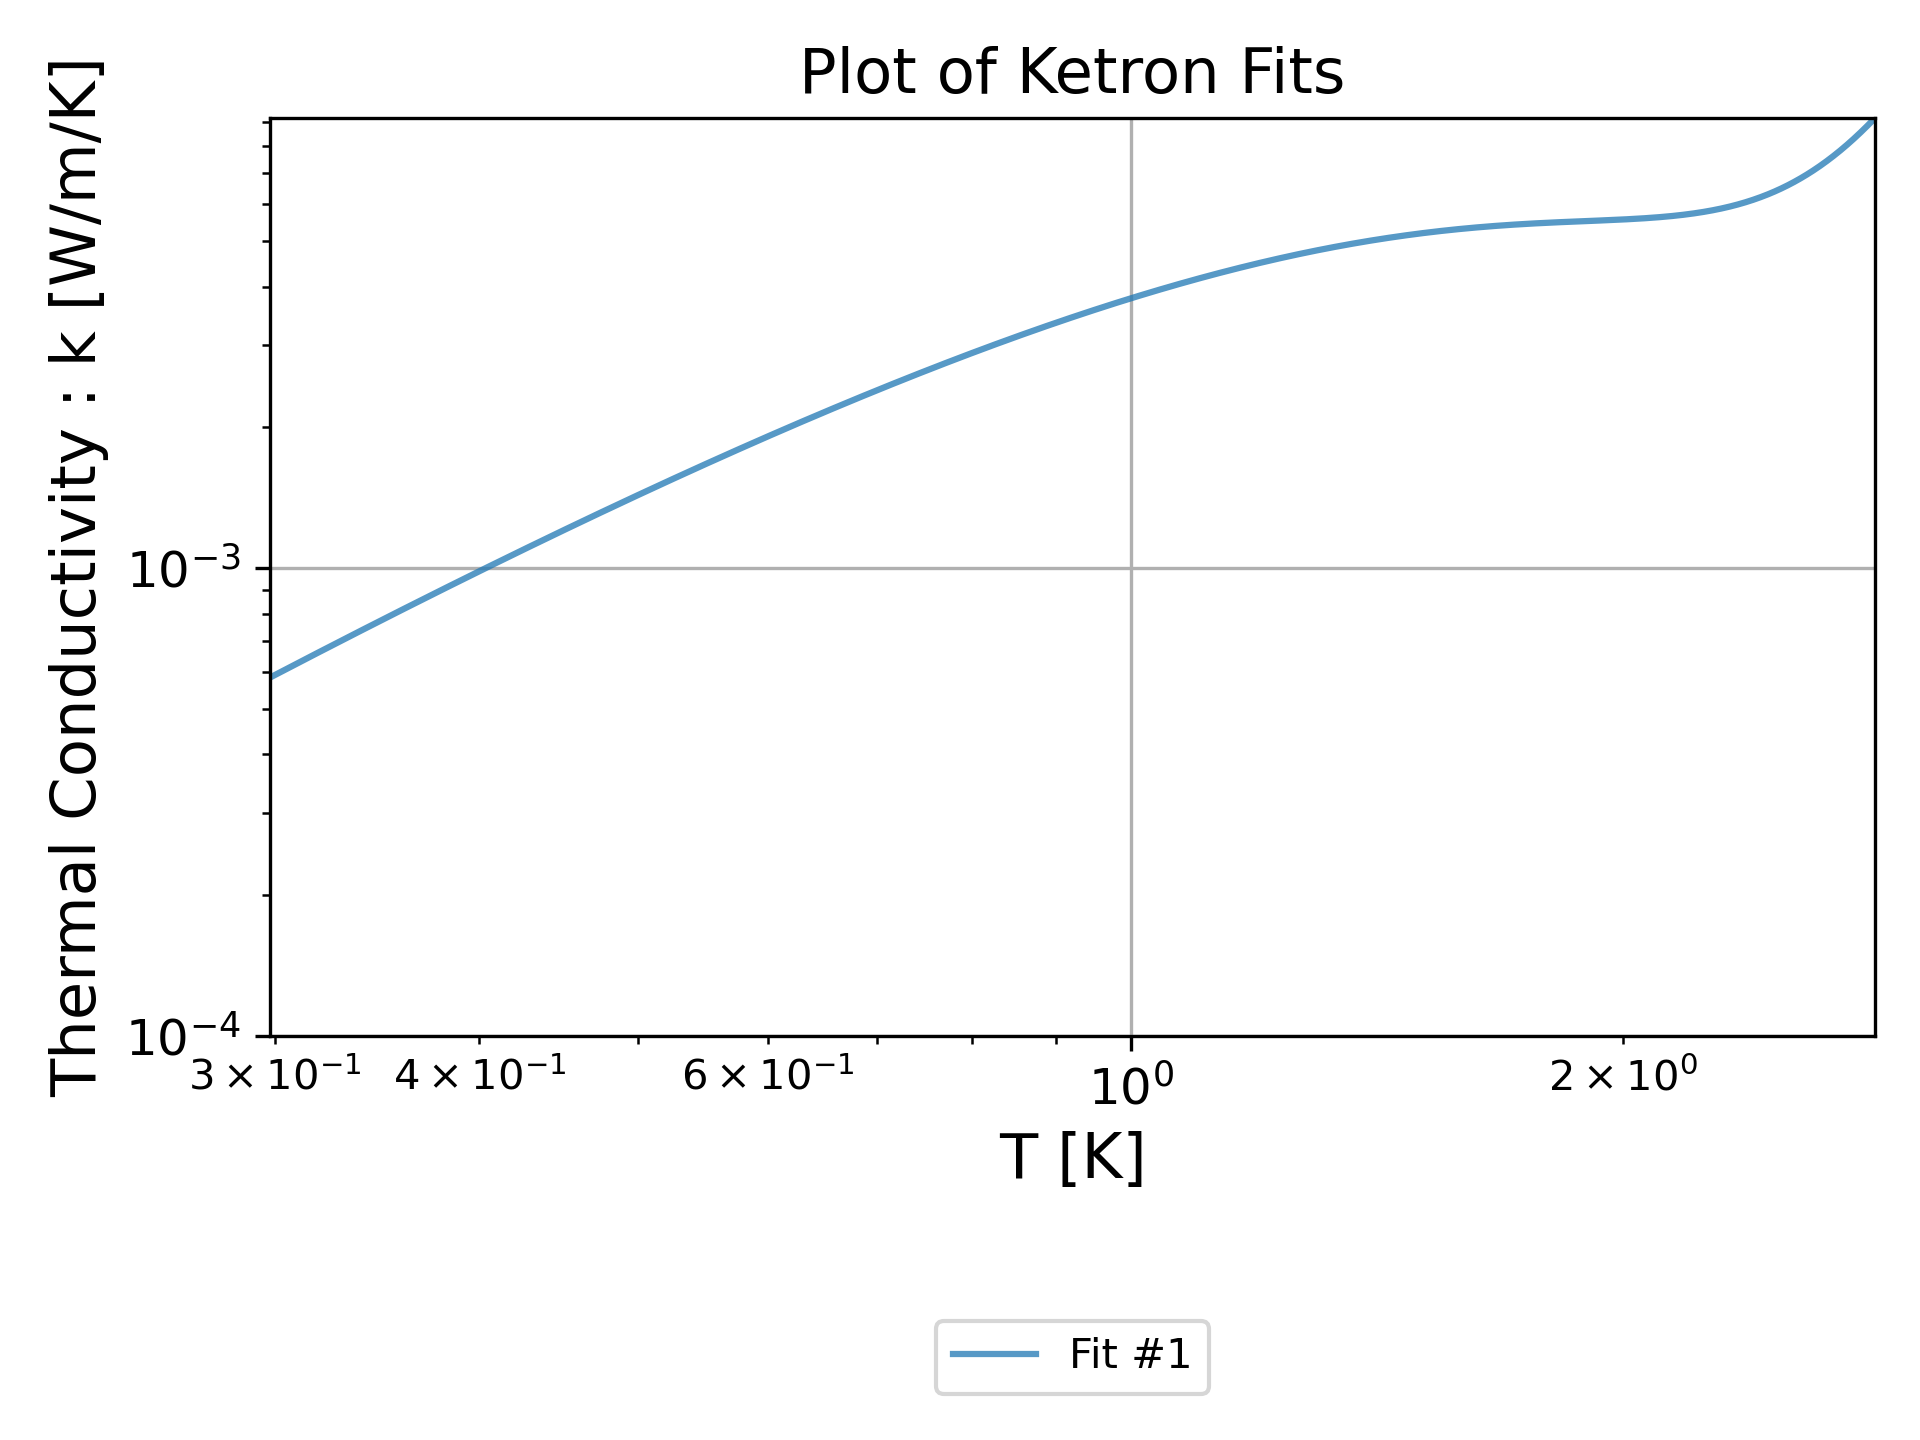 Plot of Ketron Fits
Thermal Conductivity : k [W/m/K]
10⁻³
10⁻⁴
3 × 10⁻¹
4 × 10⁻¹
6 × 10⁻¹
10⁰
2 × 10⁰
T [K]
Fit #1